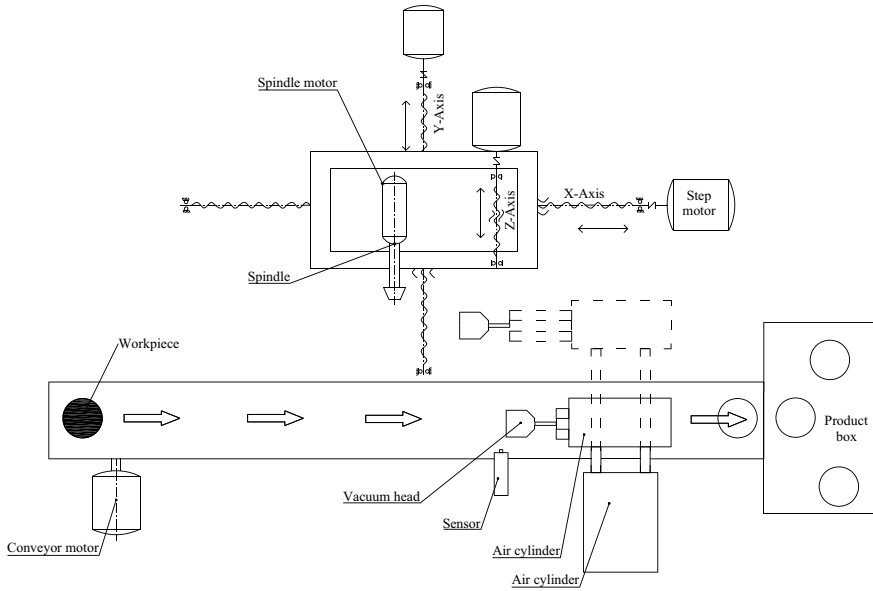 Spindle motor
Y-Axis
X-Axis
Step
motor
Z-Axis
Spindle
Workpiece
Product
box
Vacuum head
Sensor
Conveyor motor
Air cylinder
Air cylinder